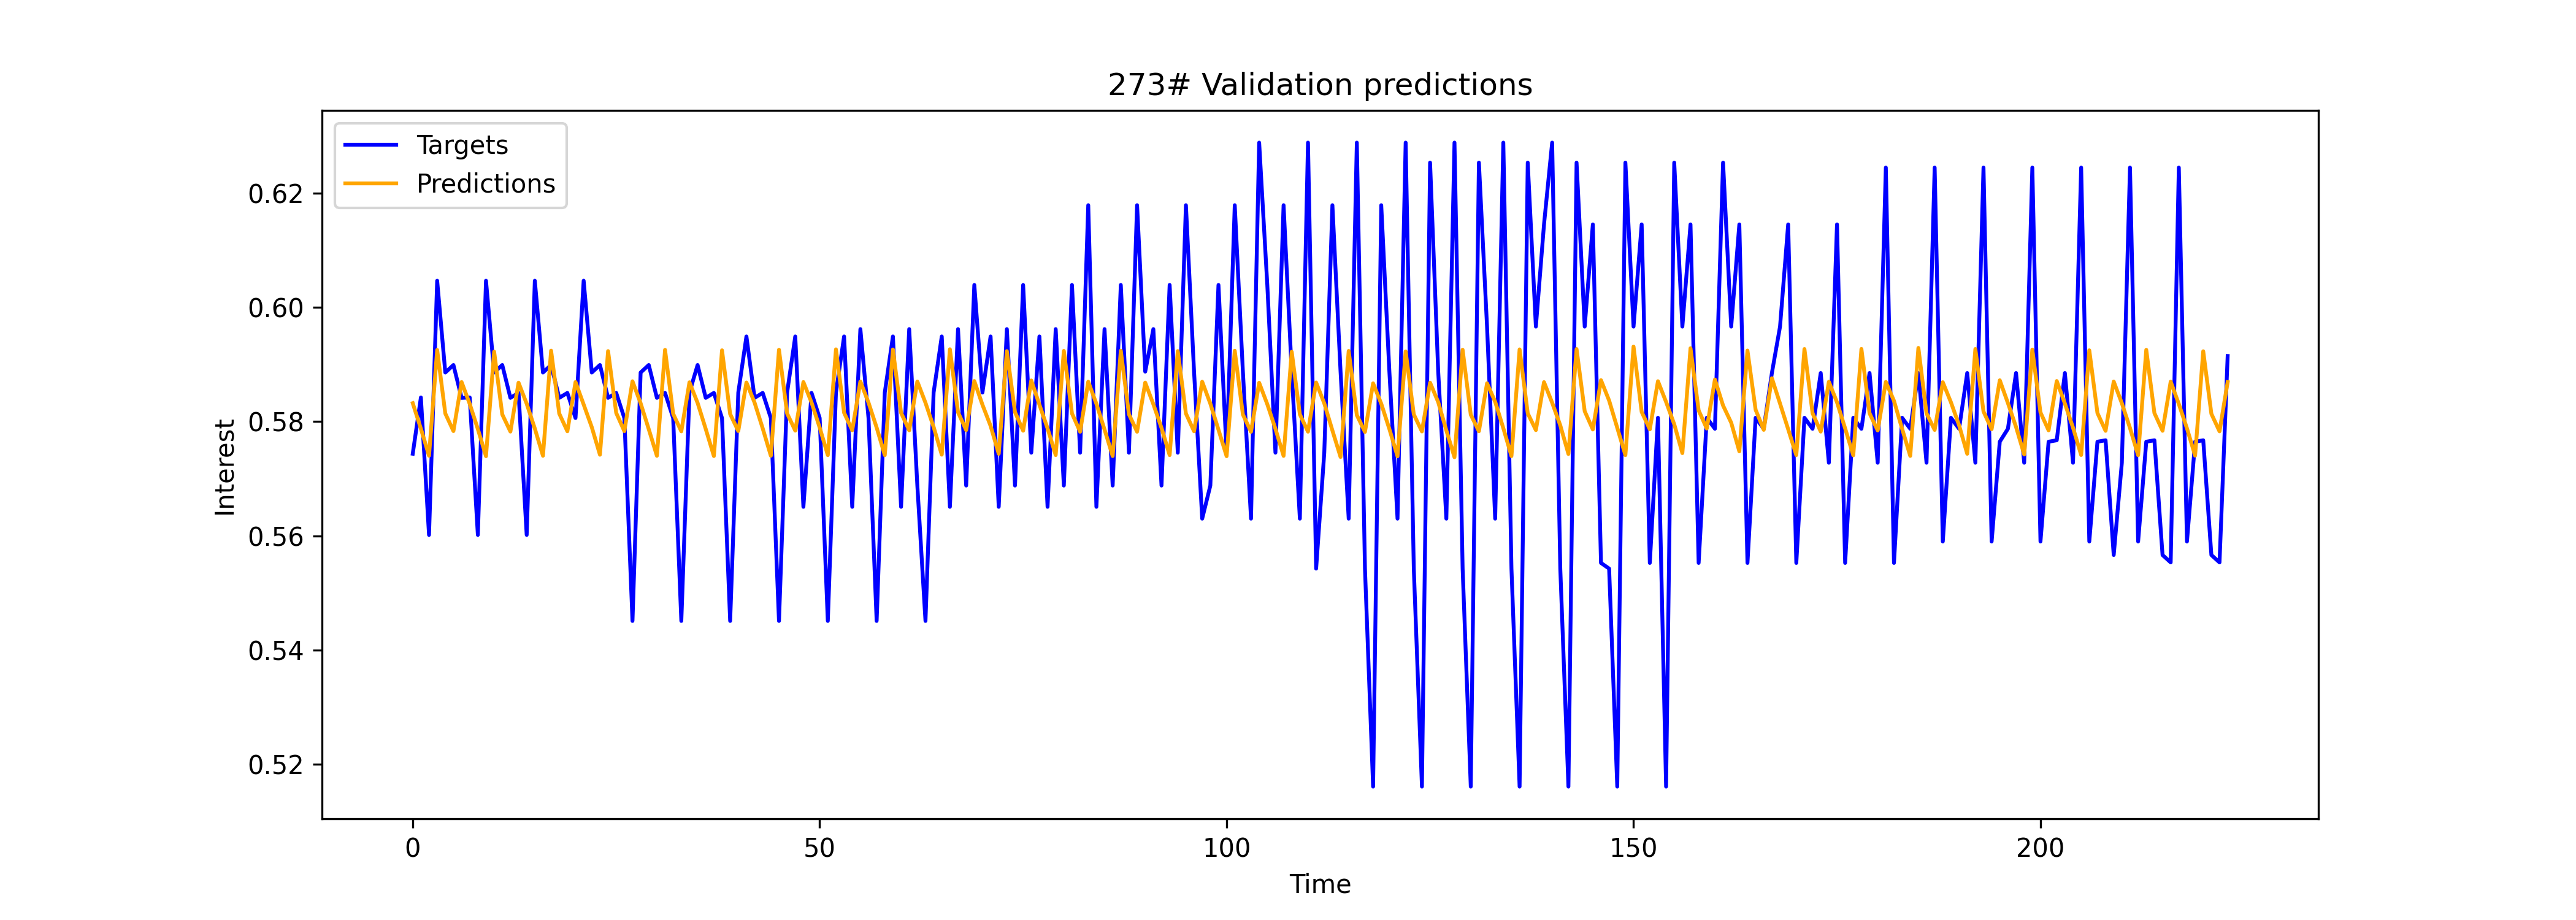 273# Validation predictions
Targets
Predictions
0.62
0.60
0.58
0.56
0.54
0.52
Interest
0
50
100
150
200
Time